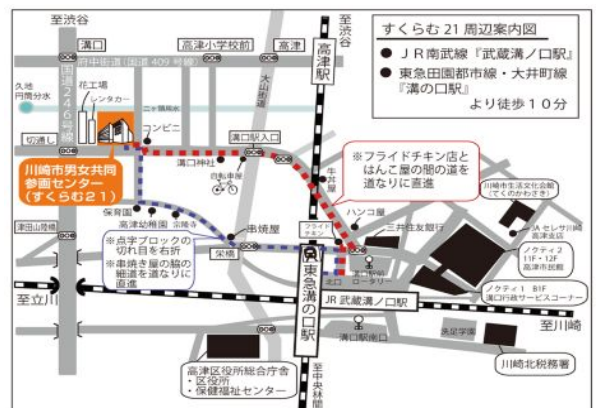 至渋谷
至渋谷
すくらむ21周辺案内図
● JR南武線『武蔵溝ノ口駅』
● 東急田園都市線・大井町線
『溝の口駅』
より徒歩10分
溝口
高津小学校前
高津
高津駅
府中街道(国道409号線)
国道246号線
大山街道
久地
円筒分水
花工場
レンタカー
二ヶ領用水
コンビニ
切通し
溝口駅入口
溝口神社
自転車屋
牛丼屋
※フライドチキン店と
はんこ屋の間の道を
道なりに直進
川崎市男女共同
参画センター
(すくらむ21)
川崎市生活文化会館
(てくのかわさき)
ハンコ屋
保育園
高津幼稚園
宗隆寺
串焼屋
フライド
チキン
三井住友銀行
JAセレサ川崎
高津支店
津田山陸橋
※点字ブロックの
切れ目を右折
※串焼き屋の脇の
細道を道なりに
直進
栄橋
溝口駅前
ロータリー
ノクティ2
11F・12F
高津市民館
北口
東急溝の口駅
ノクティ1 B1F
溝口行政サービスコーナー
JR 武蔵溝ノ口駅
至立川
至川崎
溝口駅南口
洗足学園
川崎北税務署
高津区役所総合庁舎
・区役所
・保健福祉センター
至中央林間